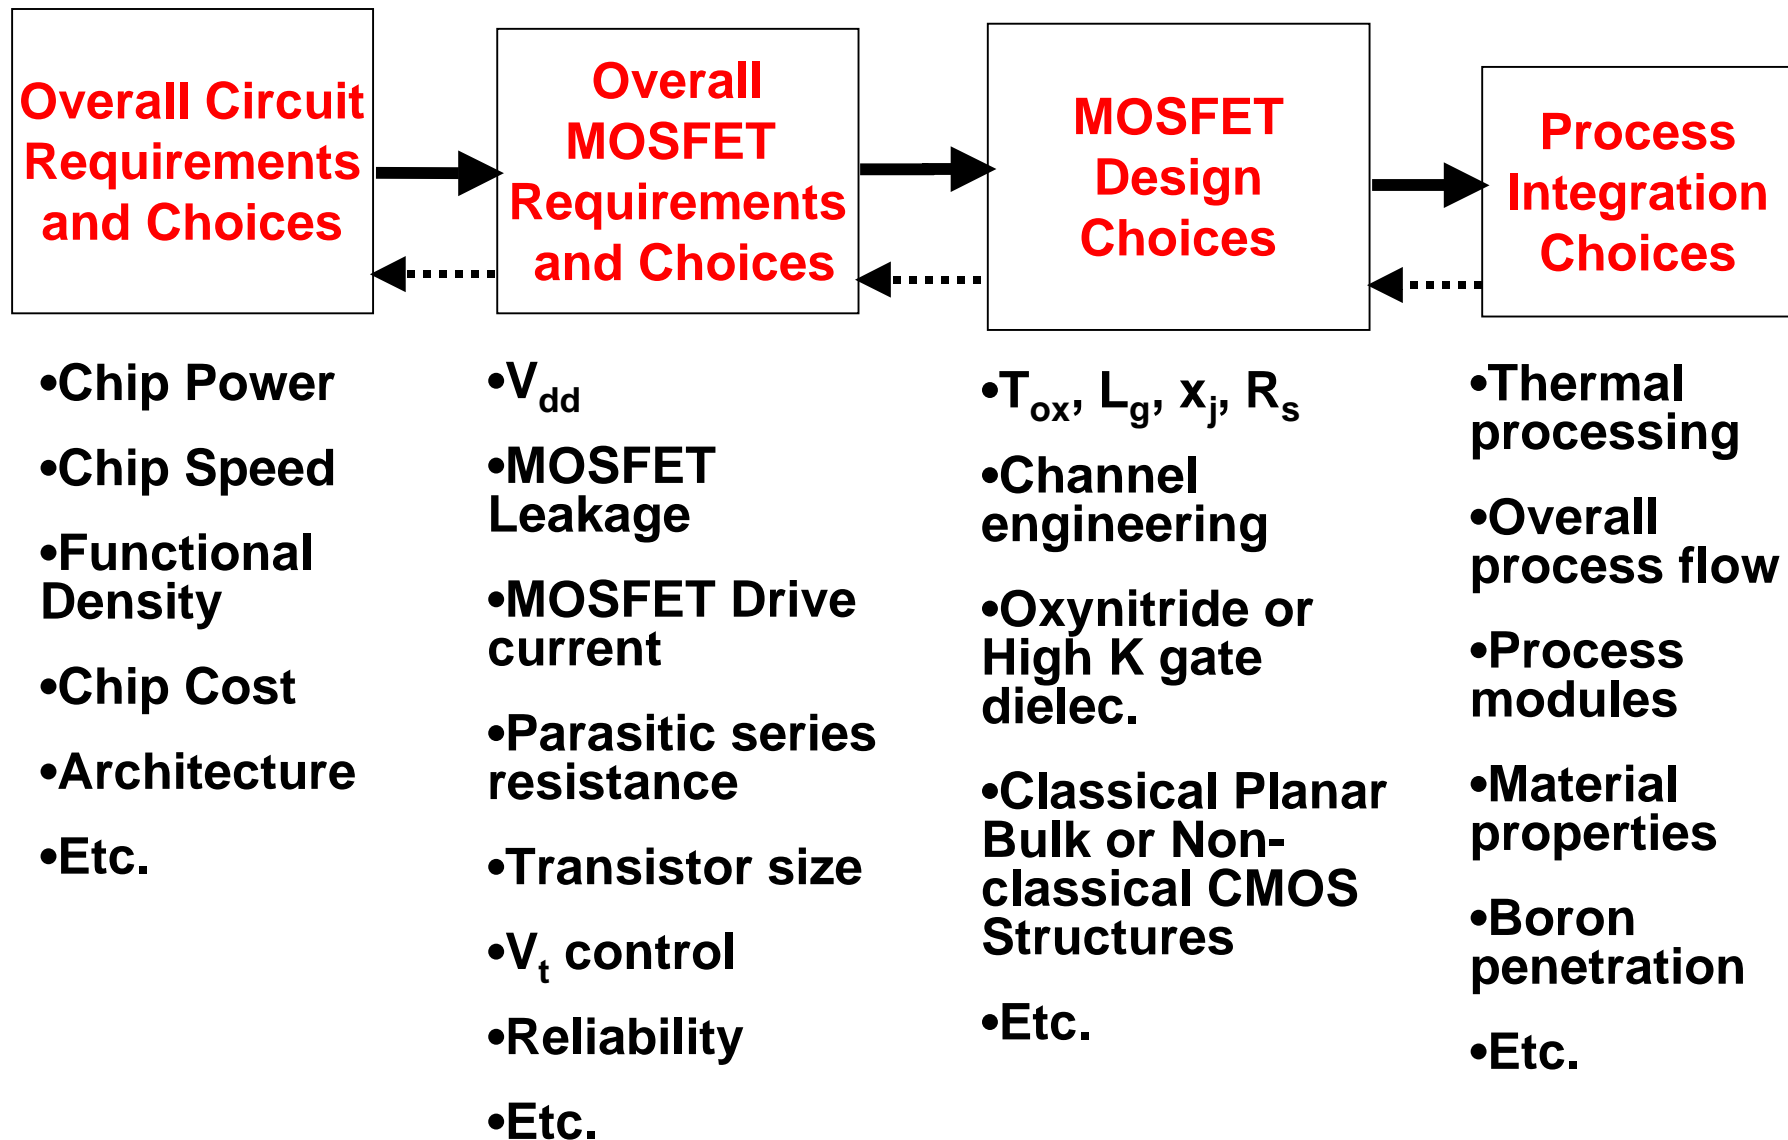 Overall Circuit
Requirements
and Choices
Overall
MOSFET
Requirements
and Choices
MOSFET
Design
Choices
Process
Integration
Choices
•Chip Power
•Chip Speed
•Functional
Density
•Chip Cost
•Architecture
•Etc.
•Vdd
•MOSFET
Leakage
•MOSFET Drive
current
•Parasitic series
resistance
•Transistor size
•Vt control
•Reliability
•Etc.
•Tox, Lg, xj, Rs
•Channel
engineering
•Oxynitride or
High K gate
dielec.
•Classical Planar
Bulk or Non-
classical CMOS
Structures
•Etc.
•Thermal
processing
•Overall
process flow
•Process
modules
•Material
properties
•Boron
penetration
•Etc.